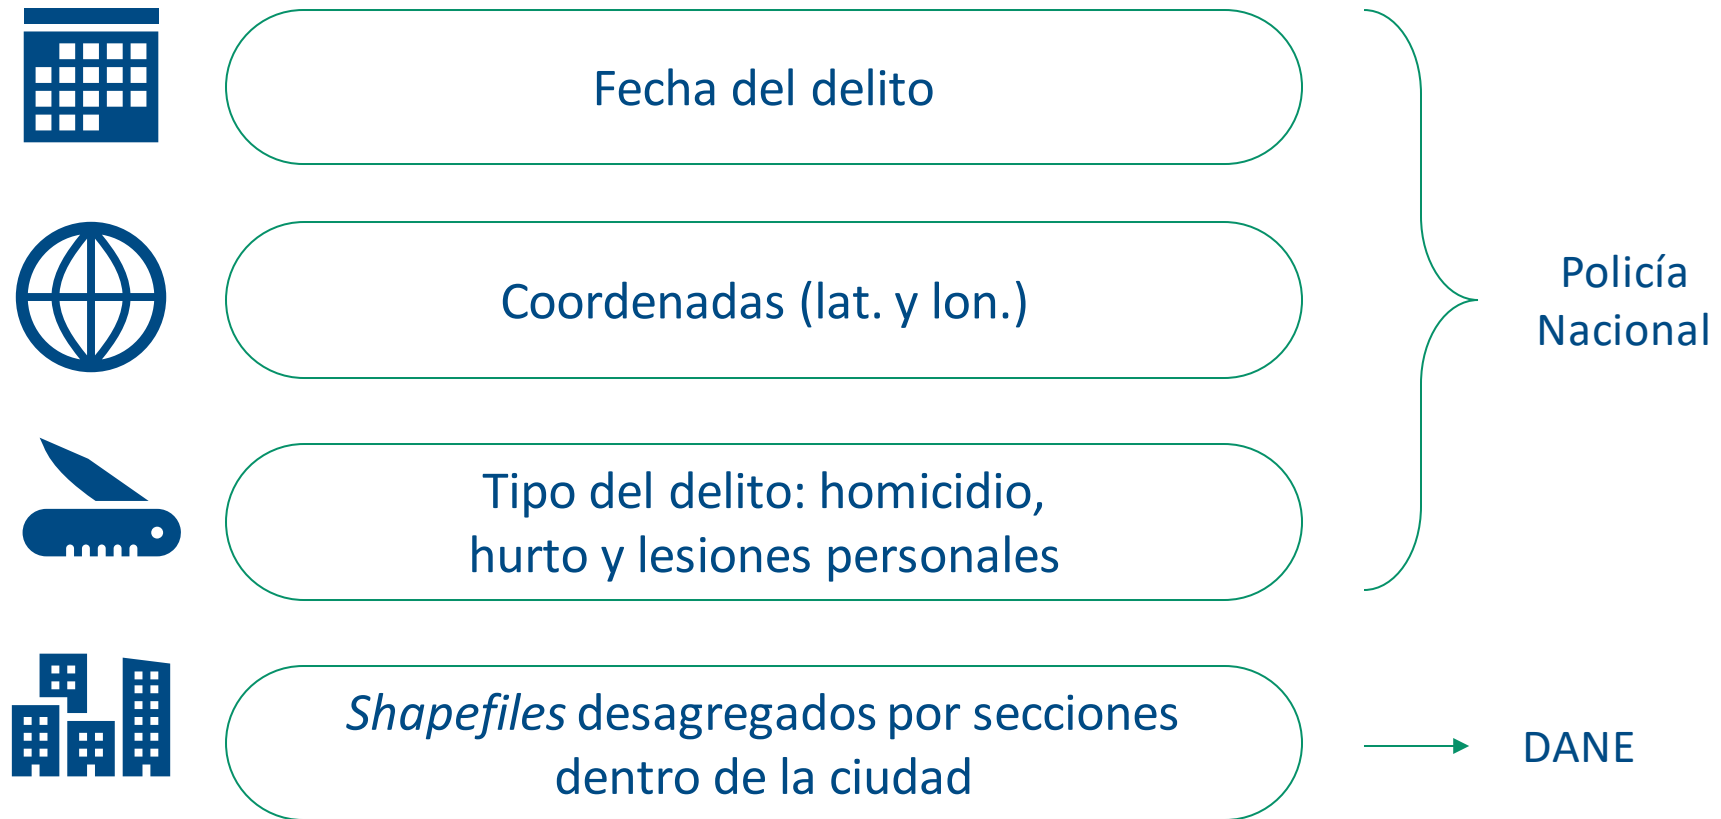 Fecha del delito
Coordenadas (lat. y lon.)
Tipo del delito: homicidio,
hurto y lesiones personales
Policía
Nacional
Shapefiles desagregados por secciones
dentro de la ciudad
DANE